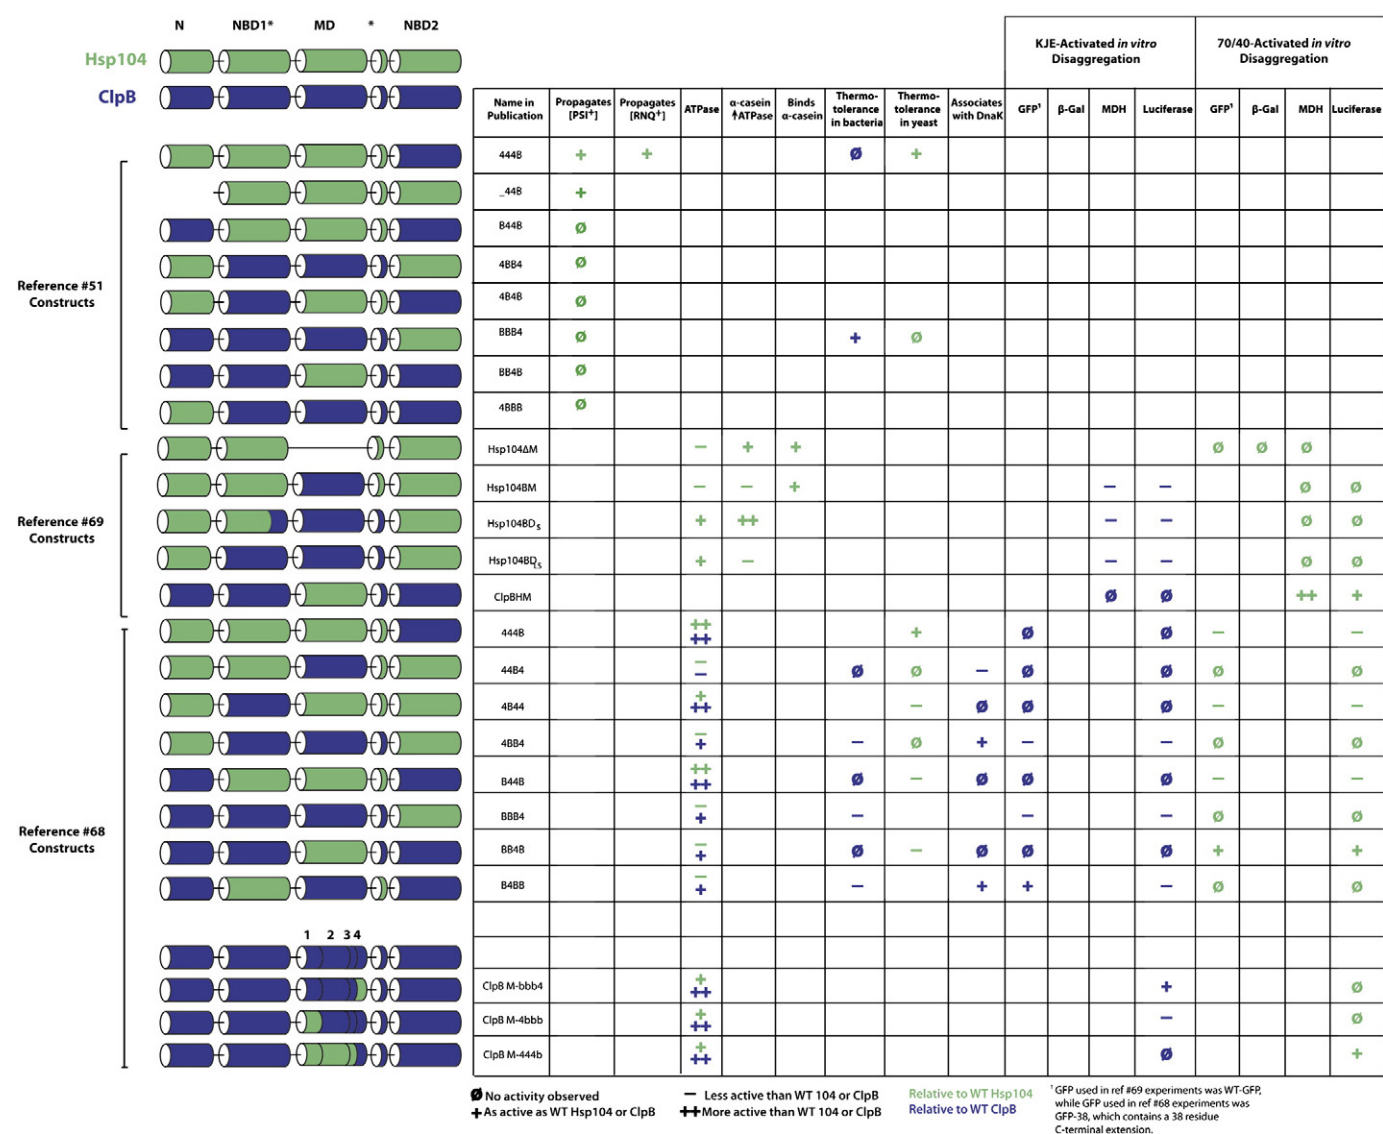 N NBD1* MD * NBD2
Hsp104
ClpB
KJE-Activated in vitro Disaggregation
70/40-Activated in vitro Disaggregation
Name in Publication
Propagates [PSI+]
Propagates [RNQ+]
ATPase
α-casein ↑ATPase
Binds α-casein
Thermo-tolerance in bacteria
Thermo-tolerance in yeast
Associates with DnaK
GFP¹ β-Gal MDH Luciferase GFP¹ β-Gal MDH Luciferase
Reference #51 Constructs
444B + + Ø +
_44B +
B44B Ø
4BB4 Ø
4B4B Ø
BBB4 Ø + Ø
BB4B Ø
4BBB Ø
Reference #69 Constructs
Hsp104ΔM − + + Ø Ø Ø
Hsp104BM − − + − − Ø Ø
Hsp104BDs + ++ − − Ø Ø
Hsp104BDLs + − − − Ø Ø
ClpBHM Ø Ø ++ +
Reference #68 Constructs
444B ++ ++ + Ø Ø − −
44B4 − − Ø Ø − Ø Ø Ø Ø
4B44 + ++ − Ø Ø Ø − −
4BB4 − + − Ø + − − Ø Ø
B44B ++ ++ Ø − Ø Ø Ø − −
BBB4 − + − − − Ø Ø
BB4B − + Ø − Ø Ø Ø + +
B4BB − + − + + − Ø Ø
1 2 3 4
ClpB M-bbb4 + ++ + Ø
ClpB M-4bbb + ++ − Ø
ClpB M-444b + ++ Ø +
Ø No activity observed
+ As active as WT Hsp104 or ClpB
− Less active than WT 104 or ClpB
++ More active than WT 104 or ClpB
Relative to WT Hsp104
Relative to WT ClpB
¹ GFP used in ref #69 experiments was WT-GFP,
while GFP used in ref #68 experiments was
GFP-38, which contains a 38 residue
C-terminal extension.